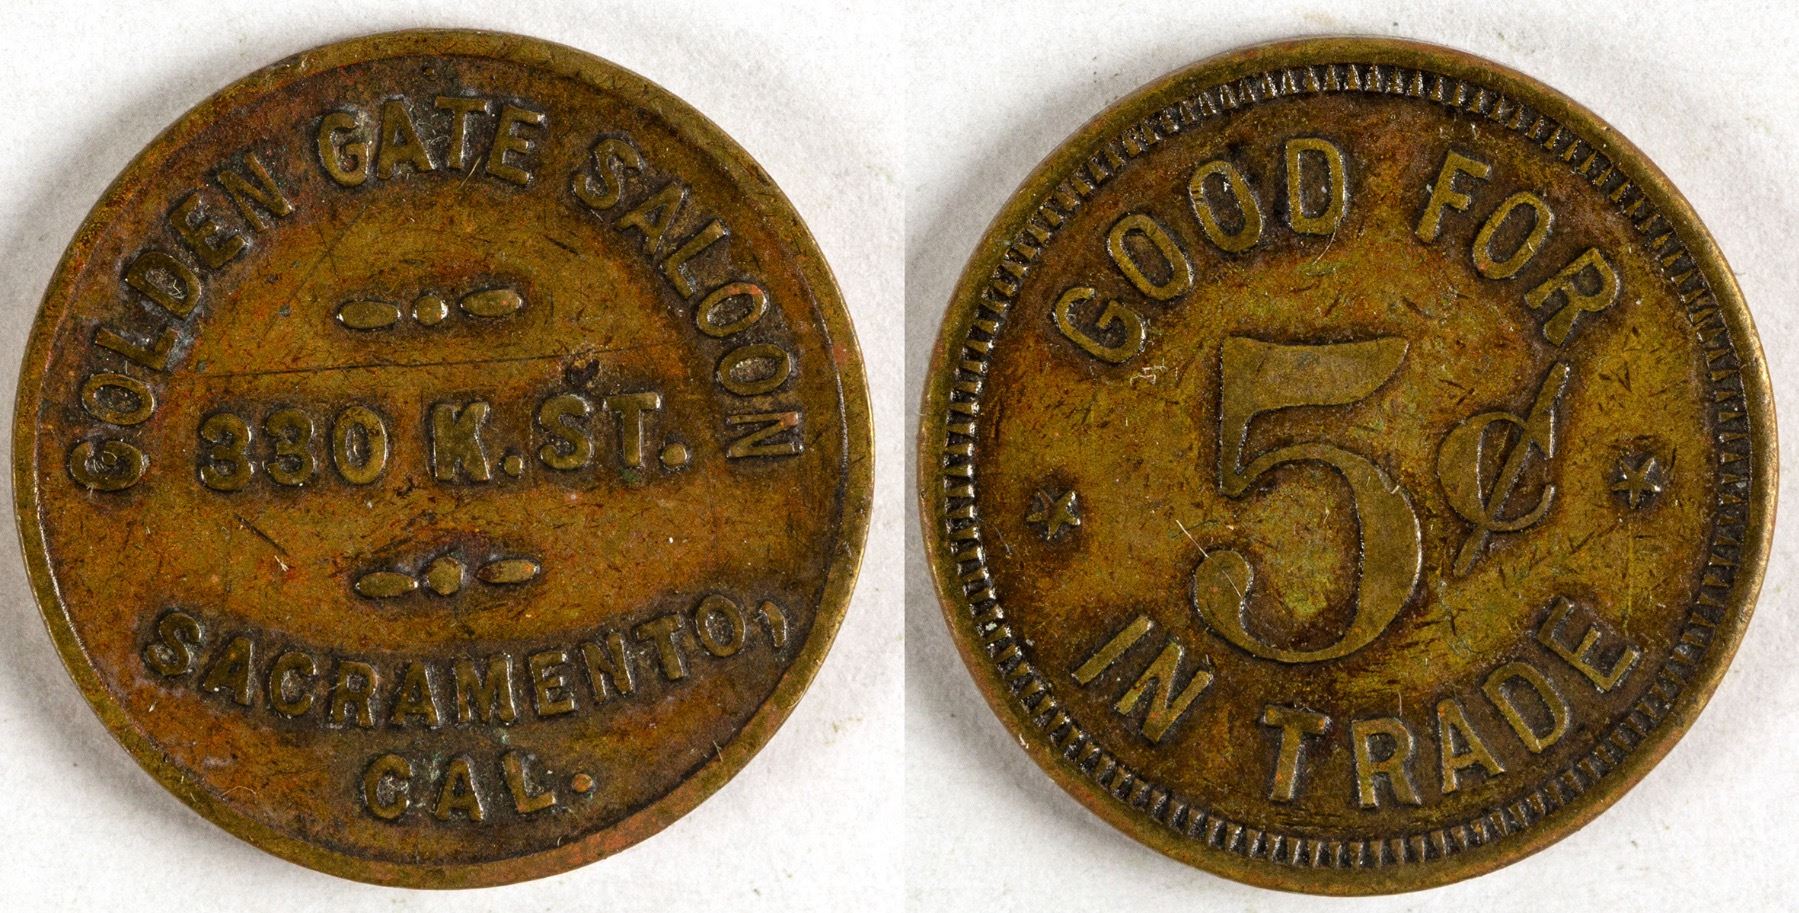 GOLDEN GATE SALOON
330 K. ST.
SACRAMENTO,
CAL.
GOOD FOR
5¢
IN TRADE